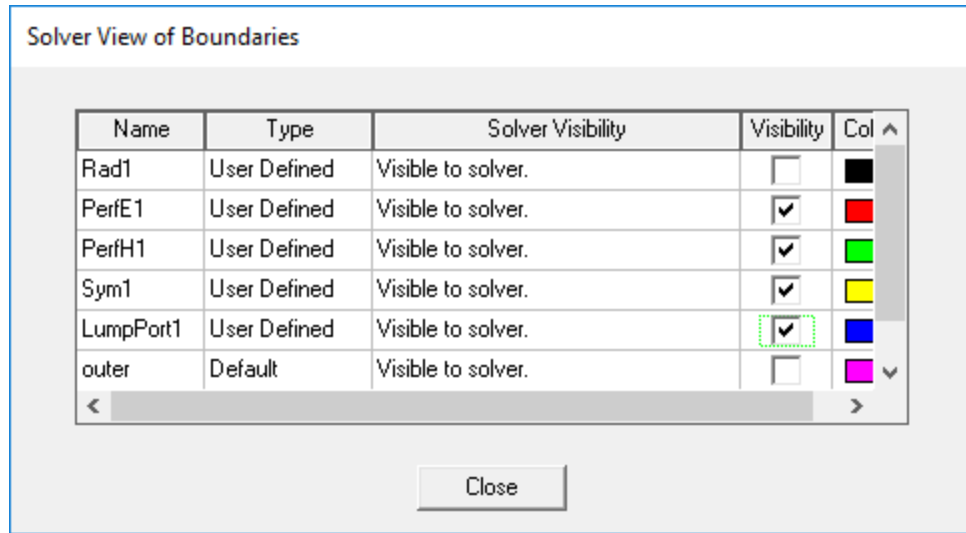 Solver View of Boundaries
Name Type Solver Visibility Visibility Col
Rad1 User Defined Visible to solver.
PerfE1 User Defined Visible to solver.
PerfH1 User Defined Visible to solver.
Sym1 User Defined Visible to solver.
LumpPort1 User Defined Visible to solver.
outer Default Visible to solver.
Close